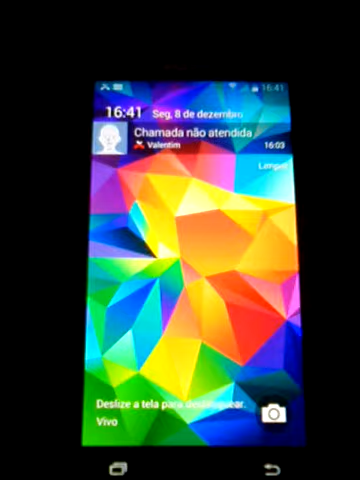 16:41
16:41 Seg, 8 de dezembro
Chamada não atendida
Valentim 16:03
Limpar
Deslize a tela para desbloquear.
Vivo